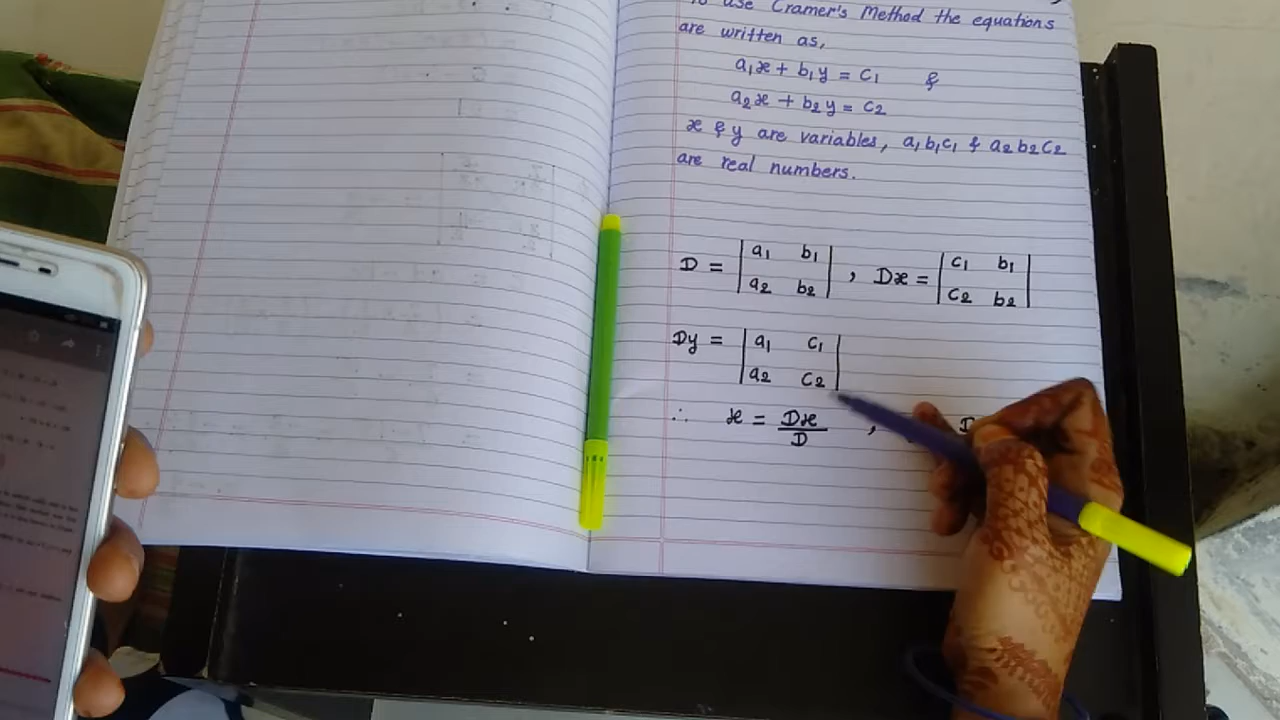 use Cramer's Method the equations
are written as,
a₁x + b₁y = c₁ &
a₂x + b₂y = c₂
x & y are variables, a₁b₁c₁ & a₂b₂c₂
are real numbers.
D = | a₁ b₁ | , Dx = | c₁ b₁ |
| a₂ b₂ | | c₂ b₂ |
Dy = | a₁ c₁ |
| a₂ c₂ |
∴ x = Dx , D
D